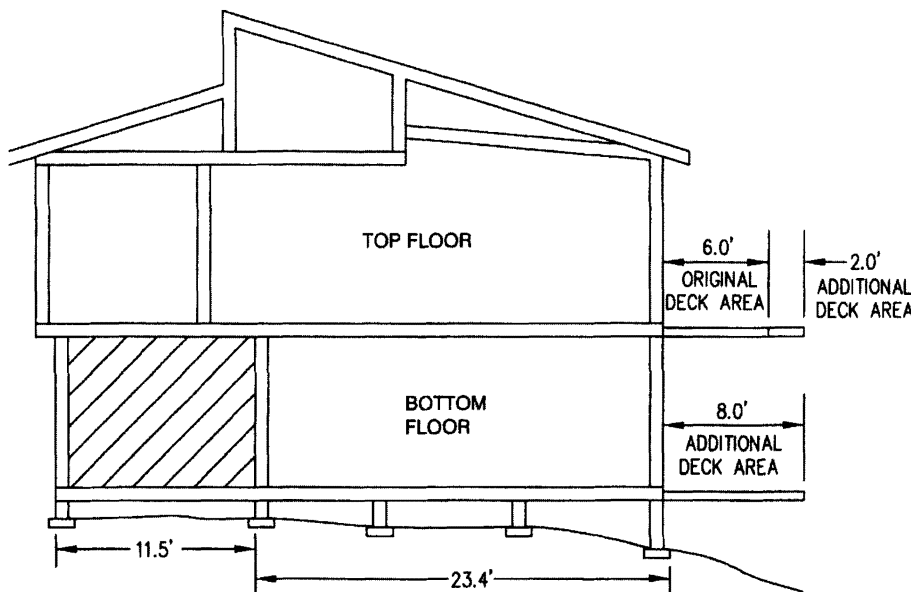 TOP FLOOR
6.0'
ORIGINAL
DECK AREA
2.0'
ADDITIONAL
DECK AREA
BOTTOM
FLOOR
8.0'
ADDITIONAL
DECK AREA
11.5'
23.4'